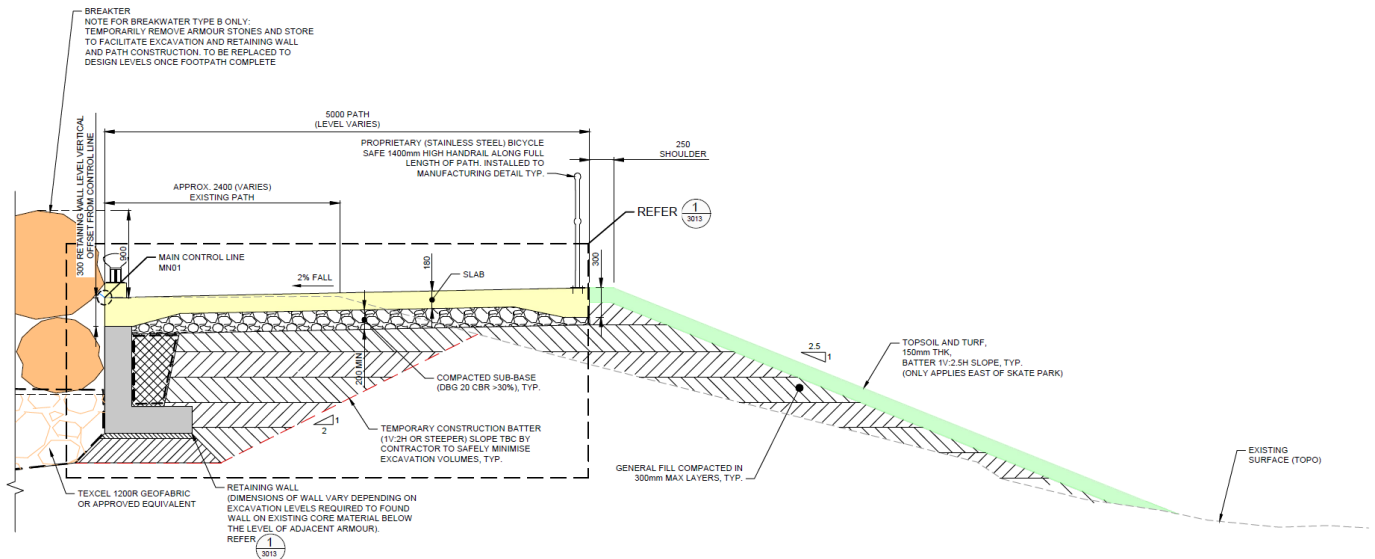 BREAKTER
NOTE FOR BREAKWATER TYPE B ONLY:
TEMPORARILY REMOVE ARMOUR STONES AND STORE
TO FACILITATE EXCAVATION AND RETAINING WALL
AND PATH CONSTRUCTION. TO BE REPLACED TO
DESIGN LEVELS ONCE FOOTPATH COMPLETE
5000 PATH
(LEVEL VARIES)
PROPRIETARY (STAINLESS STEEL) BICYCLE
SAFE 1400mm HIGH HANDRAIL ALONG FULL
LENGTH OF PATH. INSTALLED TO
MANUFACTURING DETAIL TYP.
250
SHOULDER
300 RETAINING WALL LEVEL VERTICAL
OFFSET FROM CONTROL LINE
APPROX. 2400 (VARIES)
EXISTING PATH
REFER
1
3013
900
MAIN CONTROL LINE
MN01
2% FALL
180
SLAB
300
2.5
1
TOPSOIL AND TURF,
150mm THK,
BATTER 1V:2.5H SLOPE, TYP.
(ONLY APPLIES EAST OF SKATE PARK)
200 MIN
COMPACTED SUB-BASE
(DBG 20 CBR >30%), TYP.
1
2
TEMPORARY CONSTRUCTION BATTER
(1V:2H OR STEEPER) SLOPE TBC BY
CONTRACTOR TO SAFELY MINIMISE
EXCAVATION VOLUMES, TYP.
GENERAL FILL COMPACTED IN
300mm MAX LAYERS, TYP.
EXISTING
SURFACE (TOPO)
TEXCEL 1200R GEOFABRIC
OR APPROVED EQUIVALENT
RETAINING WALL
(DIMENSIONS OF WALL VARY DEPENDING ON
EXCAVATION LEVELS REQUIRED TO FOUND
WALL ON EXISTING CORE MATERIAL BELOW
THE LEVEL OF ADJACENT ARMOUR).
REFER
1
3013